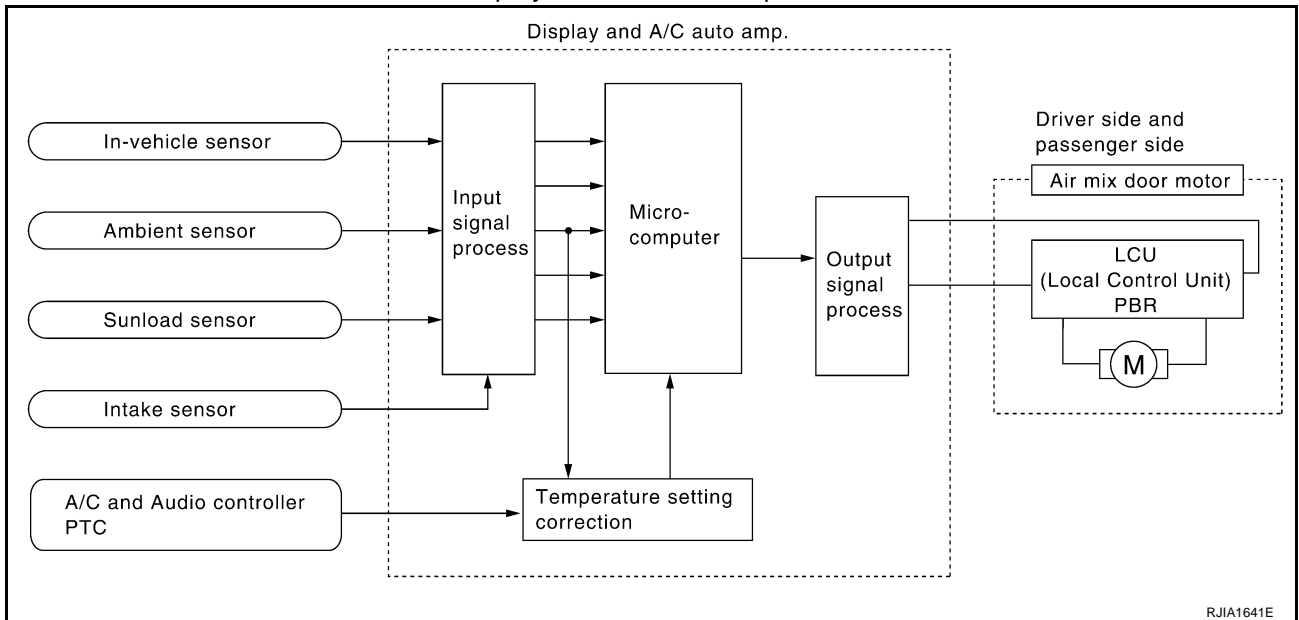 Display and A/C auto amp.
In-vehicle sensor
Ambient sensor
Sunload sensor
Intake sensor
A/C and Audio controller
PTC
Input
signal
process
Micro-
computer
Temperature setting
correction
Output
signal
process
Driver side and
passenger side
Air mix door motor
LCU
(Local Control Unit)
PBR
M
RJIA1641E